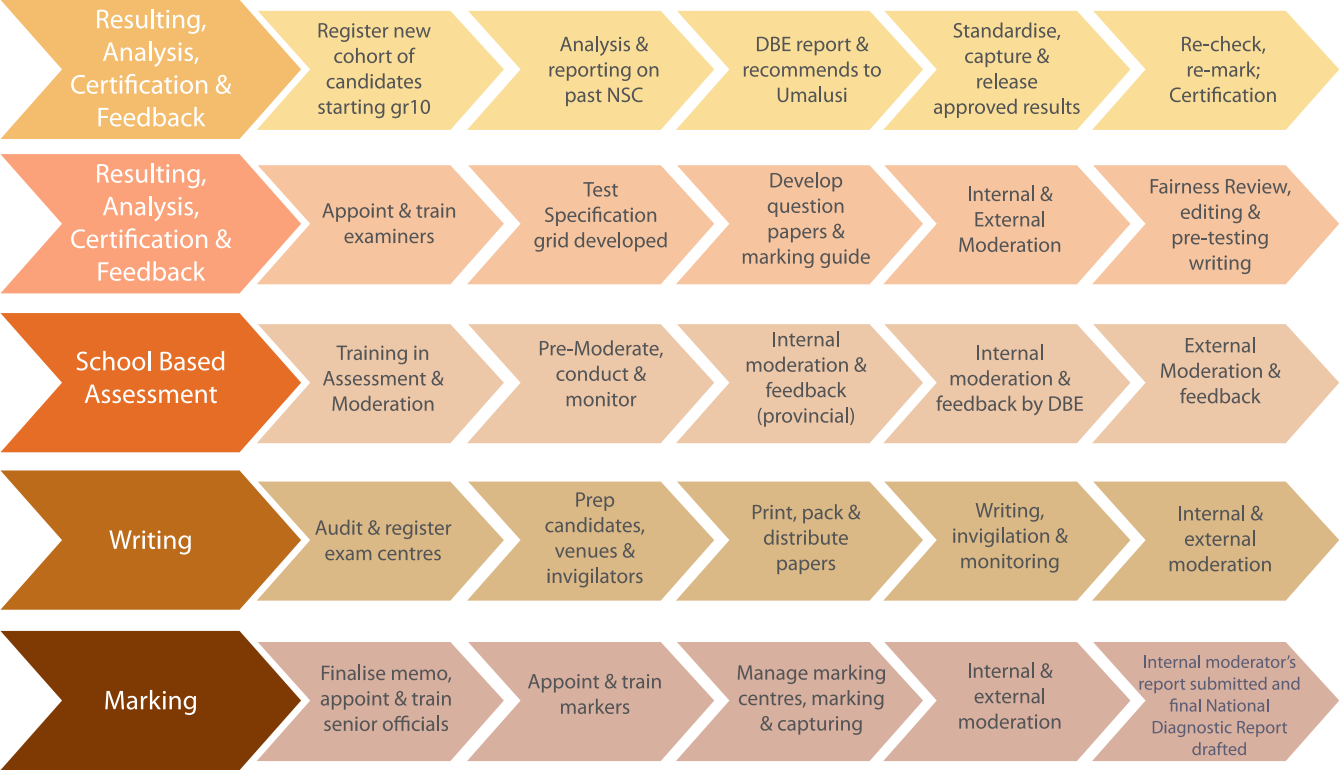 Resulting,
Analysis,
Certification &
Feedback
Register new
cohort of
candidates
starting gr10
Analysis &
reporting on
past NSC
DBE report &
recommends to
Umalusi
Standardise,
capture &
release
approved results
Re-check,
re-mark;
Certification
Resulting,
Analysis,
Certification &
Feedback
Appoint & train
examiners
Test
Specification
grid developed
Develop
question
papers &
marking guide
Internal &
External
Moderation
Fairness Review,
editing &
pre-testing
writing
School Based
Assessment
Training in
Assessment &
Moderation
Pre-Moderate,
conduct &
monitor
Internal
moderation &
feedback
(provincial)
Internal
moderation &
feedback by DBE
External
Moderation &
feedback
Writing
Audit & register
exam centres
Prep
candidates,
venues &
invigilators
Print, pack &
distribute
papers
Writing,
invigilation &
monitoring
Internal &
external
moderation
Marking
Finalise memo,
appoint & train
senior officials
Appoint & train
markers
Manage marking
centres, marking
& capturing
Internal &
external
moderation
Internal moderator's
report submitted and
final National
Diagnostic Report
drafted